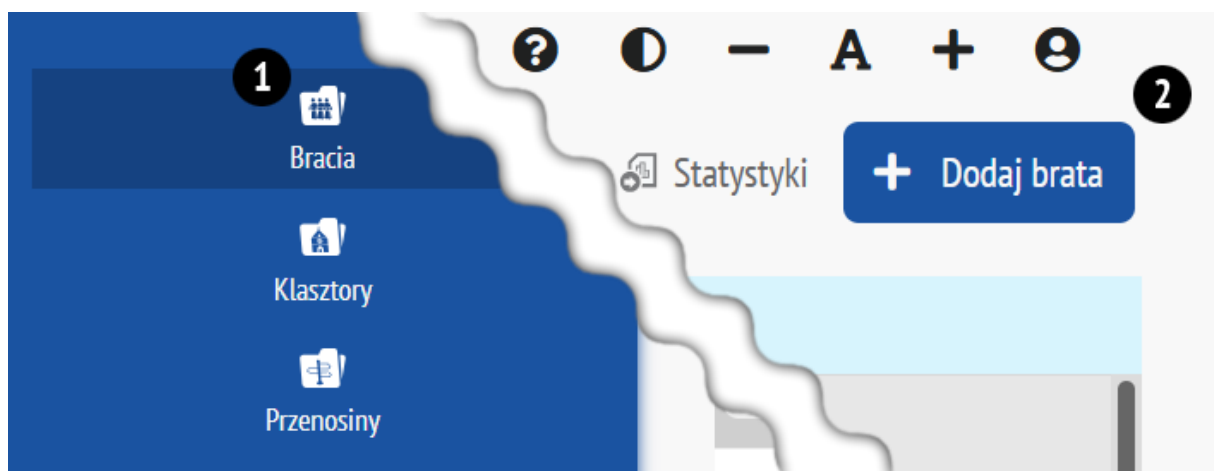 1
Bracia
Klasztory
Przenosiny
? A
2
Statystyki
+ Dodaj brata